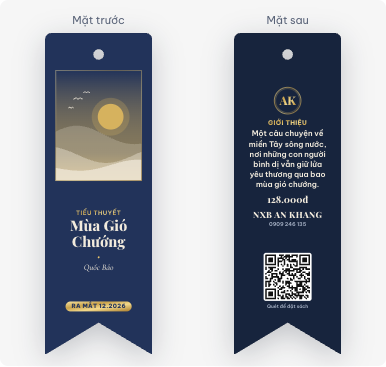 Mặt trước
TIỂU THUYẾT
Mùa Gió
Chướng
Quốc Bảo
RA MẮT 12.2026
Mặt sau
AK
GIỚI THIỆU
Một câu chuyện về
miền Tây sông nước,
nơi những con người
bình dị vẫn giữ lửa
yêu thương qua bao
mùa gió chướng.
128.000đ
NXB AN KHANG
0909 246 135
Quét để đặt sách